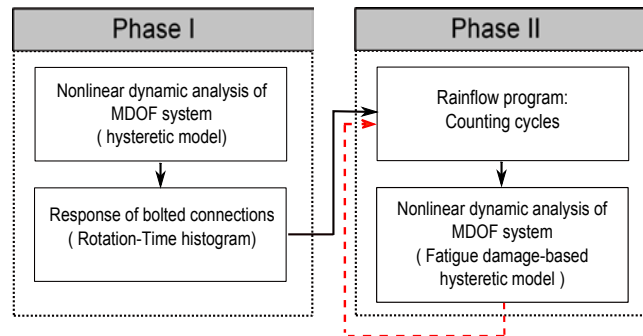 Phase I
Nonlinear dynamic analysis of
MDOF system
( hysteretic model)
Response of bolted connections
( Rotation-Time histogram)
Phase II
Rainflow program:
Counting cycles
Nonlinear dynamic analysis of
MDOF system
( Fatigue damage-based
hysteretic model )